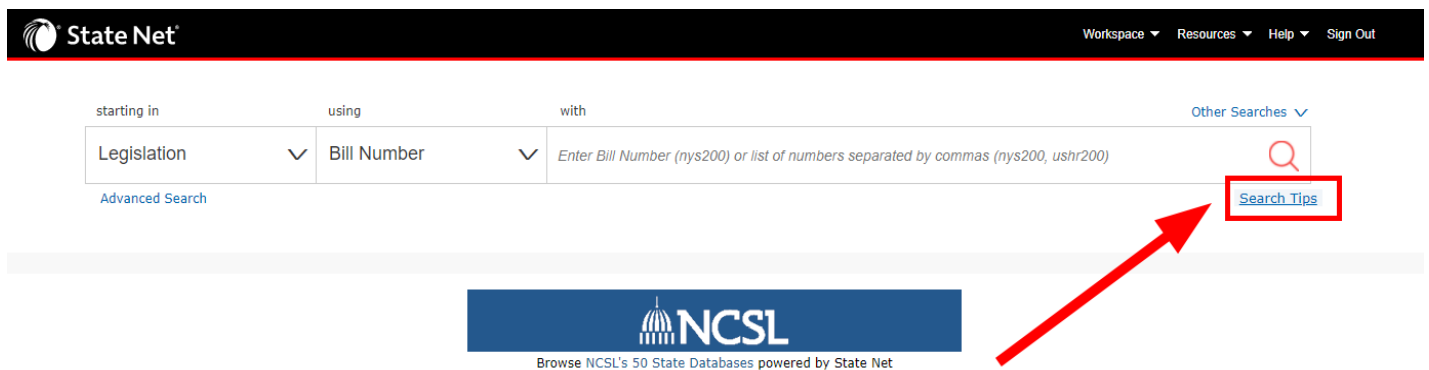 State Net Workspace Resources Help Sign Out
starting in using with Other Searches
Legislation Bill Number Enter Bill Number (nys200) or list of numbers separated by commas (nys200, ushr200)
Advanced Search Search Tips
NCSL
Browse NCSL's 50 State Databases powered by State Net